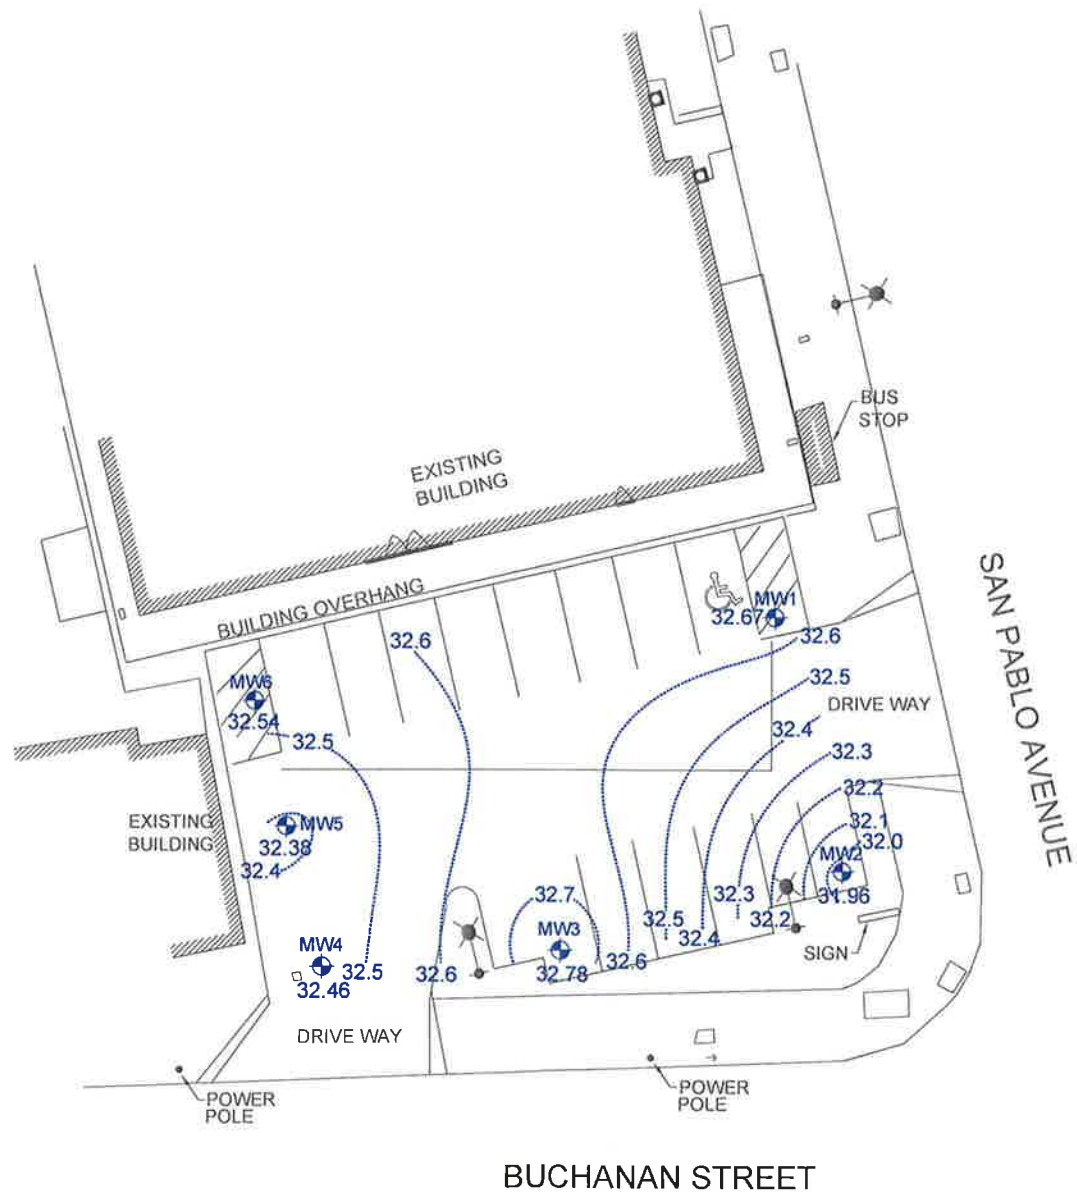 BUS
STOP
EXISTING
BUILDING
SAN PABLO AVENUE
BUILDING OVERHANG
MW1
32.67
32.6
32.6
MW6
32.54
32.5
DRIVE WAY
32.5
32.4
32.3
32.2
EXISTING
BUILDING
MW5
32.38
32.4
32.1
32.0
MW2
31.96
32.7
32.3
32.5
32.2
32.4
MW3
32.78
32.6
SIGN
MW4
32.46
32.5
32.6
DRIVE WAY
POWER
POLE
POWER
POLE
BUCHANAN STREET